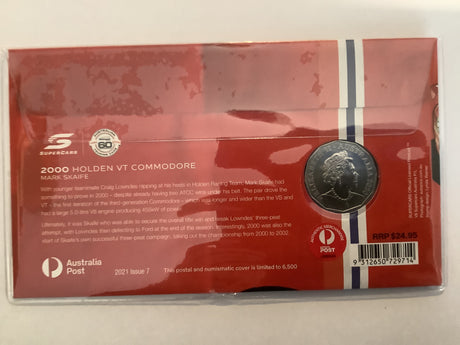 SUPERCARS
60
2000 HOLDEN VT COMMODORE
MARK SKAIFE
With younger teammate Craig Lowndes nipping at his heels in Holden Racing Team, Mark Skaife had
something to prove in 2000 – despite already having two ATCC wins under his belt. The pair drove the
VT – the first iteration of the third-generation Commodores – which was longer and wider than the VS and
had a large 5.0-litre V8 engine producing 455kW of power.
Ultimately, it was Skaife who was able to secure the overall title win and break Lowndes' three-peat
attempt, with Lowndes then defecting to Ford at the end of the season. Interestingly, 2000 was also the
start of Skaife's own successful three-peat campaign, taking out the championship from 2000 to 2002.
Australia
Post
2021 Issue 7
This postal and numismatic cover is limited to 6,500
AUTHENTIC MERCHANDISE
POST
RRP $24.95
9 312650 729714